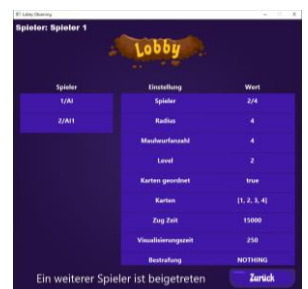 BT Lobby Observing
Spieler: Spieler 1
Lobby
Spieler
1/AI
2/AI1
Einstellung Wert
Spieler 2/4
Radius 4
Maulwurfanzahl 4
Level 2
Karten geordnet true
Karten [1, 2, 3, 4]
Zug Zeit 15000
Visualisierungszeit 250
Bestrafung NOTHING
Ein weiterer Spieler ist beigetreten
Zurück